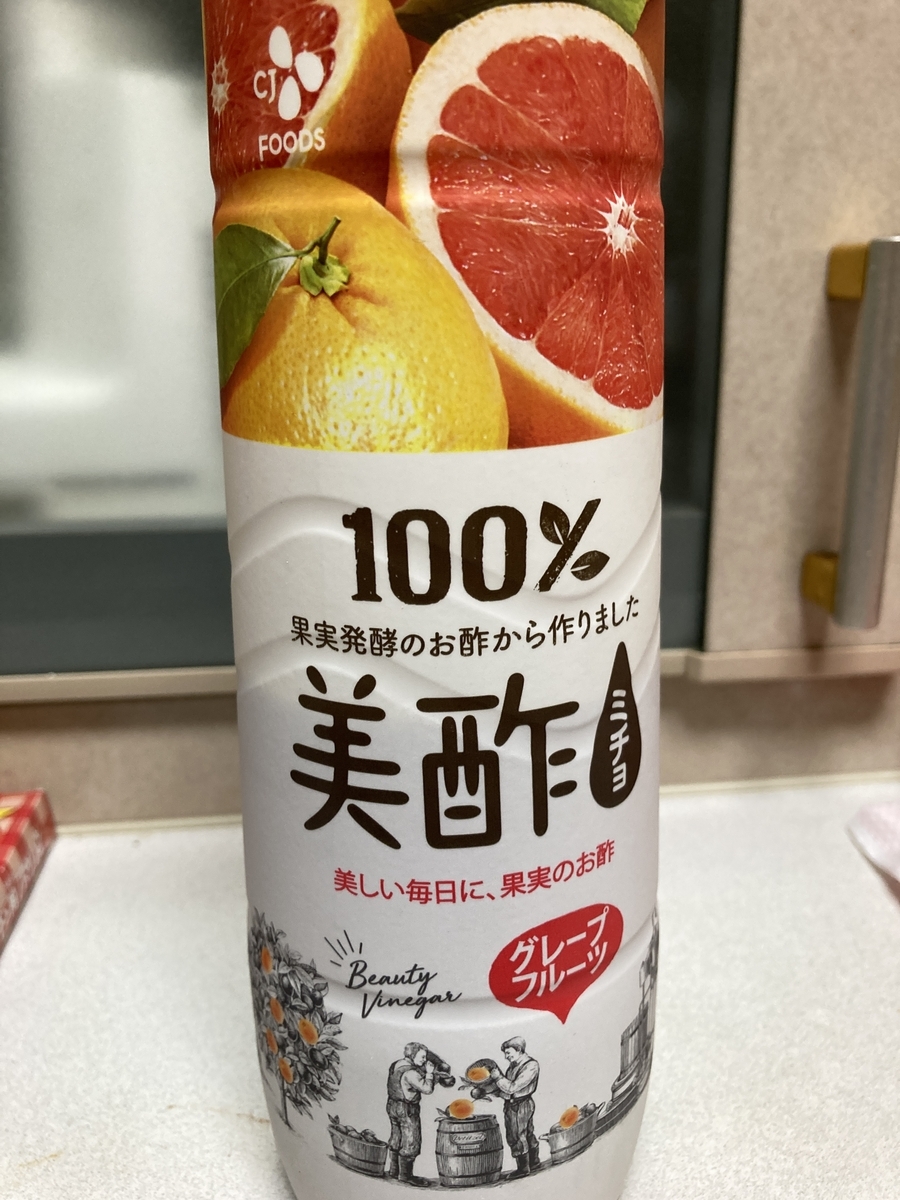 CJ
FOODS
100%
果実発酵のお酢から作りました
美酢
ミチョ
美しい毎日に、果実のお酢
Beauty
Vinegar
グレープ
フルーツ